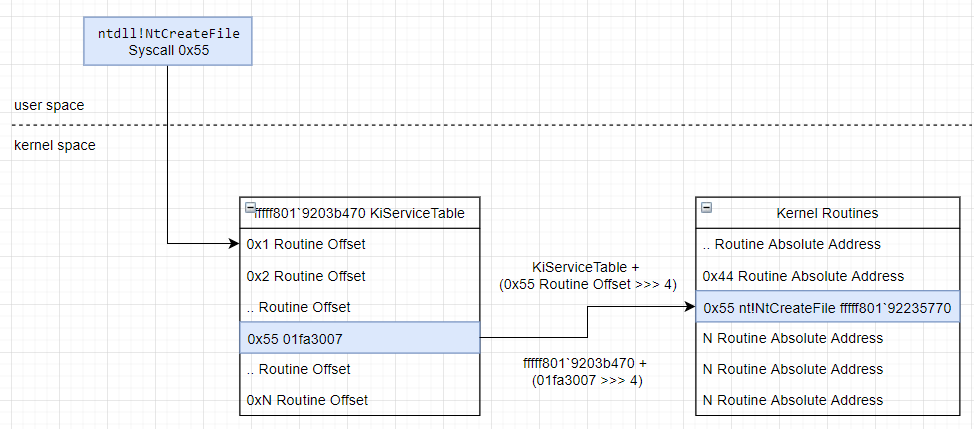 ntdll!NtCreateFile
Syscall 0x55
user space
kernel space
fffff801`9203b470 KiServiceTable
0x1 Routine Offset
0x2 Routine Offset
.. Routine Offset
0x55 01fa3007
.. Routine Offset
0xN Routine Offset
KiServiceTable +
(0x55 Routine Offset >>> 4)
fffff801`9203b470 +
(01fa3007 >>> 4)
Kernel Routines
.. Routine Absolute Address
0x44 Routine Absolute Address
0x55 nt!NtCreateFile fffff801`92235770
N Routine Absolute Address
N Routine Absolute Address
N Routine Absolute Address